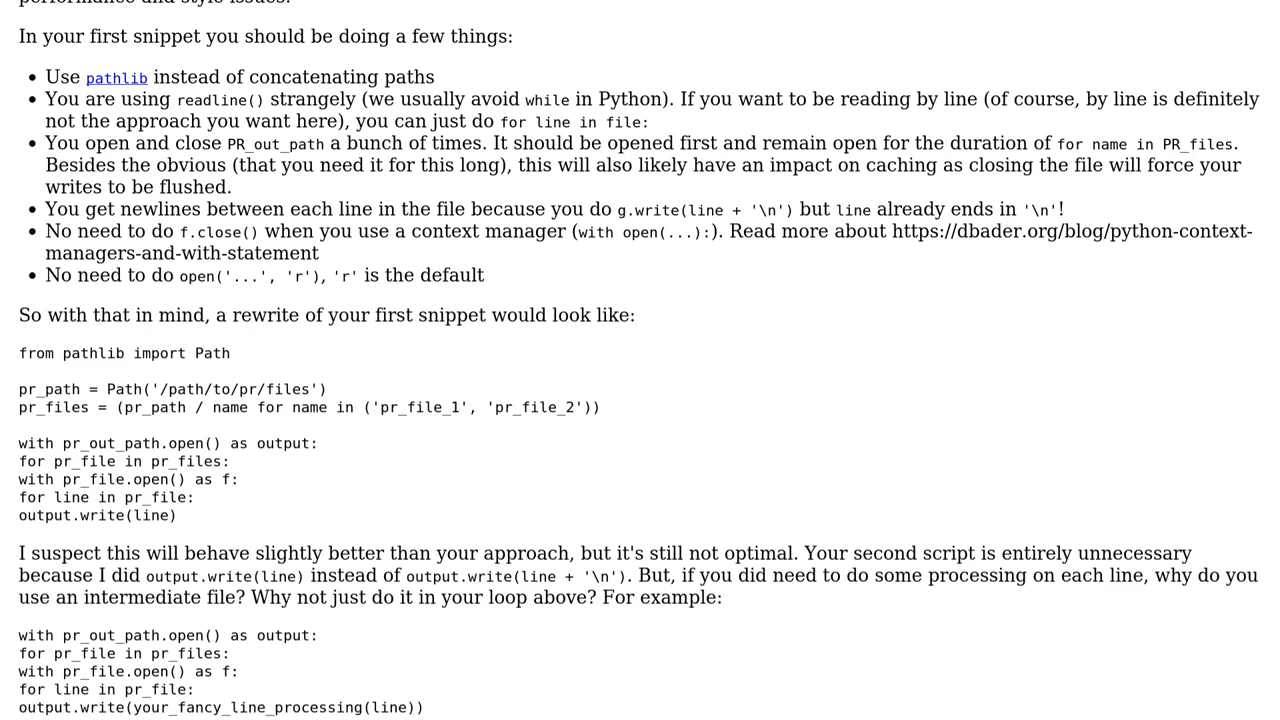 performance and style issues.
In your first snippet you should be doing a few things:
• Use pathlib instead of concatenating paths
• You are using readline() strangely (we usually avoid while in Python). If you want to be reading by line (of course, by line is definitely
not the approach you want here), you can just do for line in file:
• You open and close PR_out_path a bunch of times. It should be opened first and remain open for the duration of for name in PR_files.
Besides the obvious (that you need it for this long), this will also likely have an impact on caching as closing the file will force your
writes to be flushed.
• You get newlines between each line in the file because you do g.write(line + '\n') but line already ends in '\n'!
• No need to do f.close() when you use a context manager (with open(...):). Read more about https://dbader.org/blog/python-context-
managers-and-with-statement
• No need to do open('...', 'r'), 'r' is the default
So with that in mind, a rewrite of your first snippet would look like:
from pathlib import Path
pr_path = Path('/path/to/pr/files')
pr_files = (pr_path / name for name in ('pr_file_1', 'pr_file_2'))
with pr_out_path.open() as output:
for pr_file in pr_files:
with pr_file.open() as f:
for line in pr_file:
output.write(line)
I suspect this will behave slightly better than your approach, but it's still not optimal. Your second script is entirely unnecessary
because I did output.write(line) instead of output.write(line + '\n'). But, if you did need to do some processing on each line, why do you
use an intermediate file? Why not just do it in your loop above? For example:
with pr_out_path.open() as output:
for pr_file in pr_files:
with pr_file.open() as f:
for line in pr_file:
output.write(your_fancy_line_processing(line))